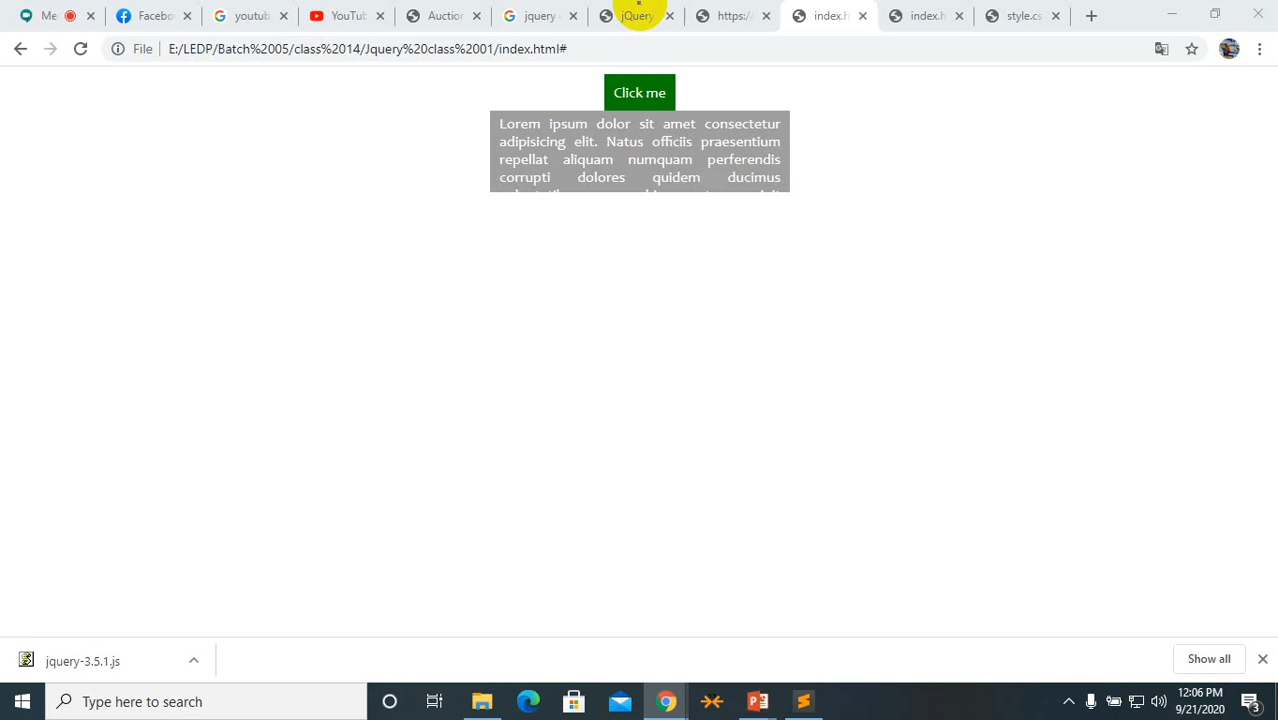 Me
Facebo
youtub
YouTu
Auction
jquery e
jQuery
https:/
index.h
index.h
style.cs
File
E:/LEDP/Batch%2005/class%2014/Jquery%20class%2001/index.html#
Click me
Lorem ipsum dolor sit amet consectetur
adipisicing elit. Natus officiis praesentium
repellat aliquam numquam perferendis
corrupti dolores quidem ducimus
jquery-3.5.1.js
Show all
Type here to search
12:06 PM
9/21/2020
3